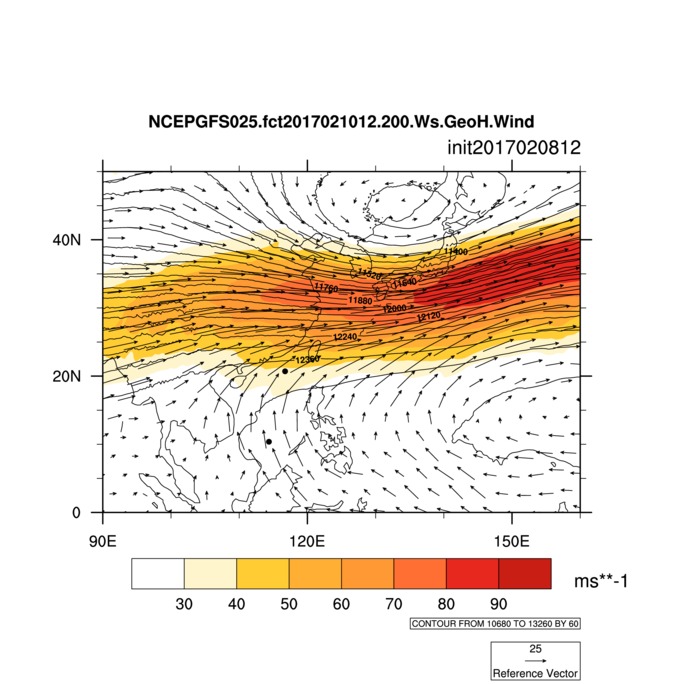 NCEPGFS025.fct2017021012.200.Ws.GeoH.Wind
init2017020812
40N
20N
0
11400
11520
11640
11760
11880
12000
12120
12240
12360
90E 120E 150E
30 40 50 60 70 80 90
ms**-1
CONTOUR FROM 10680 TO 13260 BY 60
25
Reference Vector